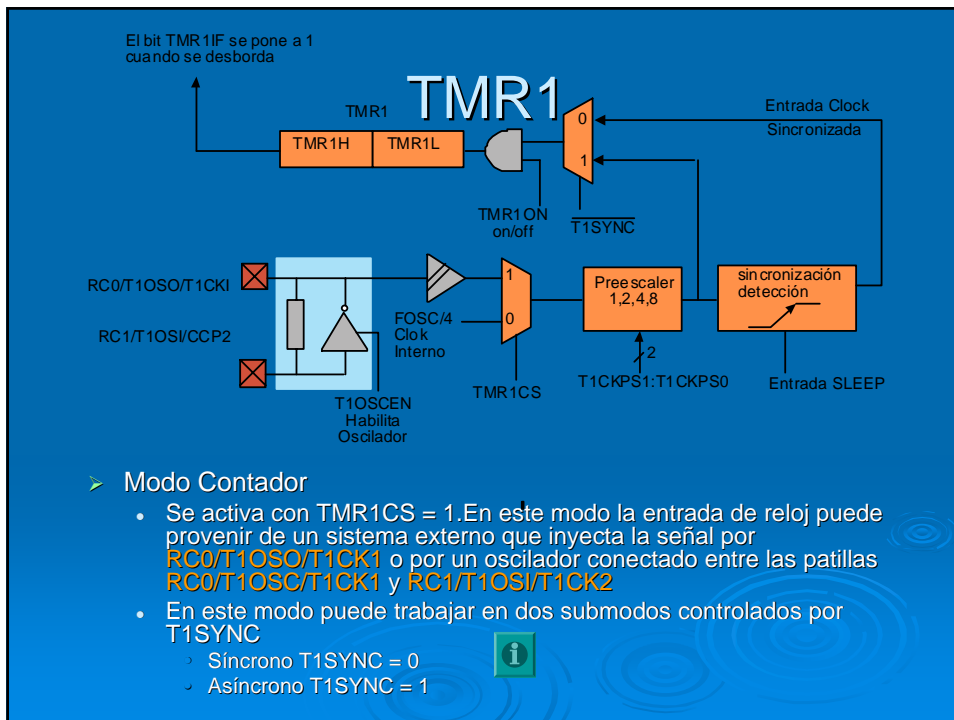 El bit TMR1IF se pone a 1
cuando se desborda
TMR1
TMR1
Entrada Clock
Sincronizada
TMR1H
TMR1L
0
1
TMR1ON
on/off
T1SYNC
RC0/T1OSO/T1CKI
RC1/T1OSI/CCP2
1
0
FOSC/4
Clok
Interno
Preescaler
1,2,4,8
sincronización
detección
2
T1OSCEN
Habilita
Oscilador
TMR1CS
T1CKPS1:T1CKPS0
Entrada SLEEP
Modo Contador
Se activa con TMR1CS = 1.En este modo la entrada de reloj puede
provenir de un sistema externo que inyecta la señal por
RC0/T1OSO/T1CK1 o por un oscilador conectado entre las patillas
RC0/T1OSC/T1CK1 y RC1/T1OSI/T1CK2
En este modo puede trabajar en dos submodos controlados por
T1SYNC
Síncrono T1SYNC = 0
Asíncrono T1SYNC = 1